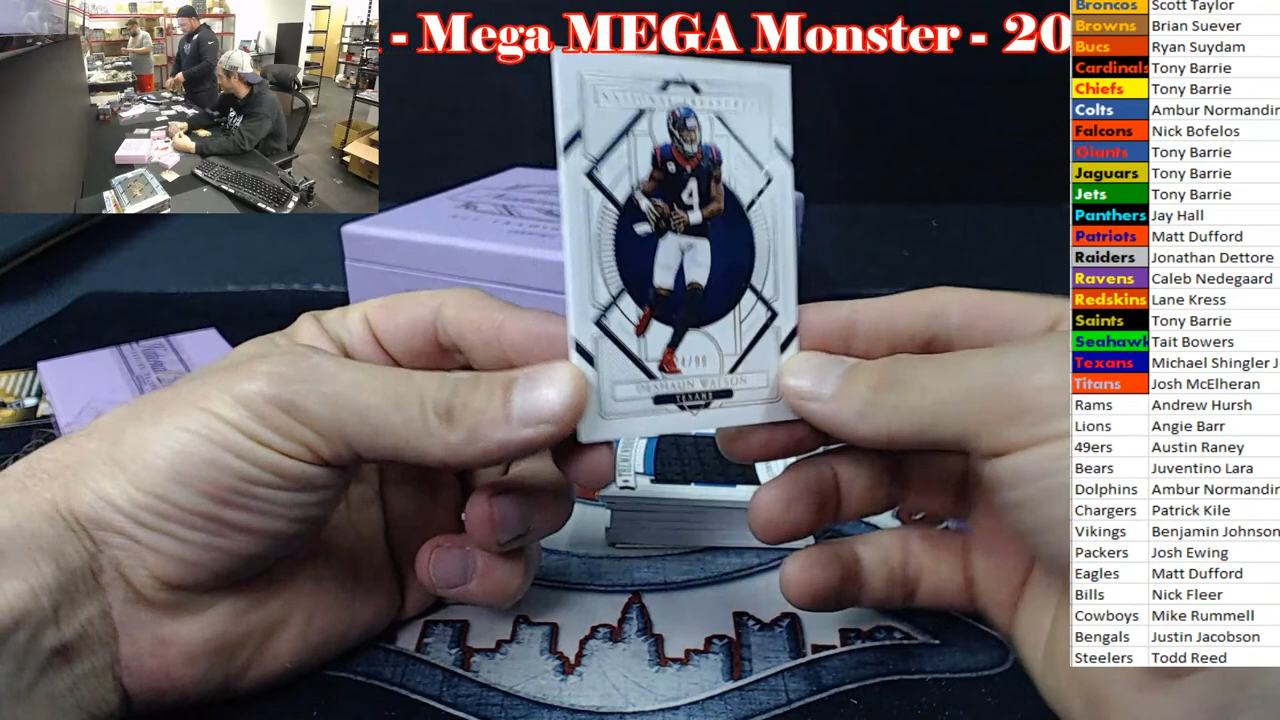 - Mega MEGA Monster - 20
NATIONAL TREASURES
4
4/99
DESHAUN WATSON
TEXANS
Broncos Scott Taylor
Browns Brian Suever
Bucs Ryan Suydam
Cardinals Tony Barrie
Chiefs Tony Barrie
Colts Ambur Normandin
Falcons Nick Bofelos
Giants Tony Barrie
Jaguars Tony Barrie
Jets Tony Barrie
Panthers Jay Hall
Patriots Matt Dufford
Raiders Jonathan Dettore
Ravens Caleb Nedegaard
Redskins Lane Kress
Saints Tony Barrie
Seahawk Tait Bowers
Texans Michael Shingler J
Titans Josh McElheran
Rams Andrew Hursh
Lions Angie Barr
49ers Austin Raney
Bears Juventino Lara
Dolphins Ambur Normandin
Chargers Patrick Kile
Vikings Benjamin Johnson
Packers Josh Ewing
Eagles Matt Dufford
Bills Nick Fleer
Cowboys Mike Rummell
Bengals Justin Jacobson
Steelers Todd Reed